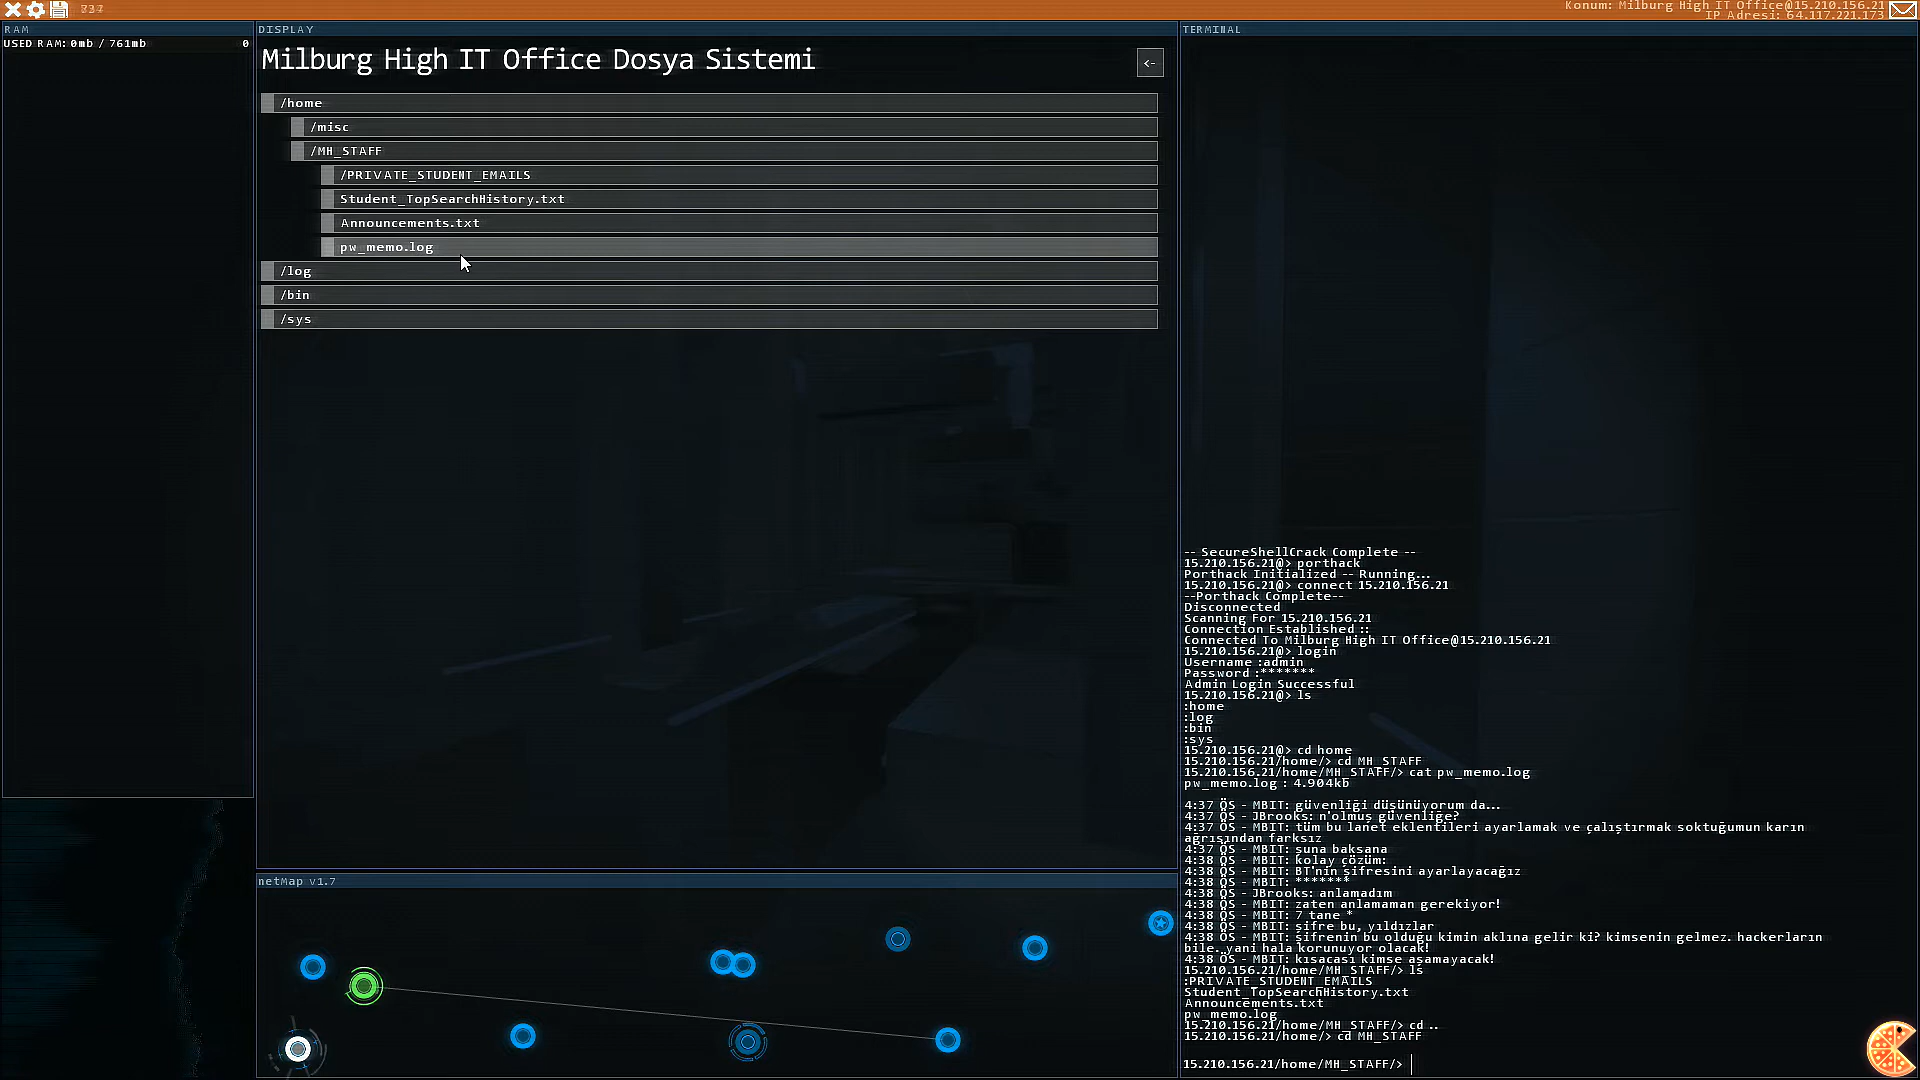 Konum: Milburg High IT Office@15.210.156.21
IP Adresi: 64.117.221.173
RAM
USED RAM: 0mb / 761mb 0
DISPLAY
Milburg High IT Office Dosya Sistemi
<-
/home
/misc
/MH_STAFF
/PRIVATE_STUDENT_EMAILS
Student_TopSearchHistory.txt
Announcements.txt
pw_memo.log
/log
/bin
/sys
netMap v1.7
TERMINAL
-- SecureShellCrack Complete --
15.210.156.21@> porthack
Porthack Initialized -- Running...
15.210.156.21@> connect 15.210.156.21
--Porthack Complete--
Disconnected
Scanning For 15.210.156.21
Connection Established ::
Connected To Milburg High IT Office@15.210.156.21
15.210.156.21@> login
Username :admin
Password :*******
Admin Login Successful
15.210.156.21@> ls
:home
:log
:bin
:sys
15.210.156.21@> cd home
15.210.156.21/home/> cd MH_STAFF
15.210.156.21/home/MH_STAFF/> cat pw_memo.log
pw_memo.log : 4.904kb
4:37 ÖS - MBIT: güvenliği düşünüyorum da...
4:37 ÖS - JBrooks: n'olmuş güvenliğe?
4:37 ÖS - MBIT: tüm bu lanet eklentileri ayarlamak ve çalıştırmak soktuğumun karın
ağrısından farksız
4:37 ÖS - MBIT: şuna baksana
4:38 ÖS - MBIT: kolay çözüm:
4:38 ÖS - MBIT: BT'nin şifresini ayarlayacağız
4:38 ÖS - MBIT: *******
4:38 ÖS - JBrooks: anlamadım
4:38 ÖS - MBIT: zaten anlamaman gerekiyor!
4:38 ÖS - MBIT: 7 tane *
4:38 ÖS - MBIT: şifre bu, yıldızlar
4:38 ÖS - MBIT: şifrenin bu olduğu kimin aklına gelir ki? kimsenin gelmez. hackerların
bile..yani hala korunuyor olacak!
4:38 ÖS - MBIT: kısacası kimse aşamayacak!
15.210.156.21/home/MH_STAFF/> ls
:PRIVATE_STUDENT_EMAILS
Student_TopSearchHistory.txt
Announcements.txt
pw_memo.log
15.210.156.21/home/MH_STAFF/> cd ..
15.210.156.21/home/> cd MH_STAFF
15.210.156.21/home/MH_STAFF/>